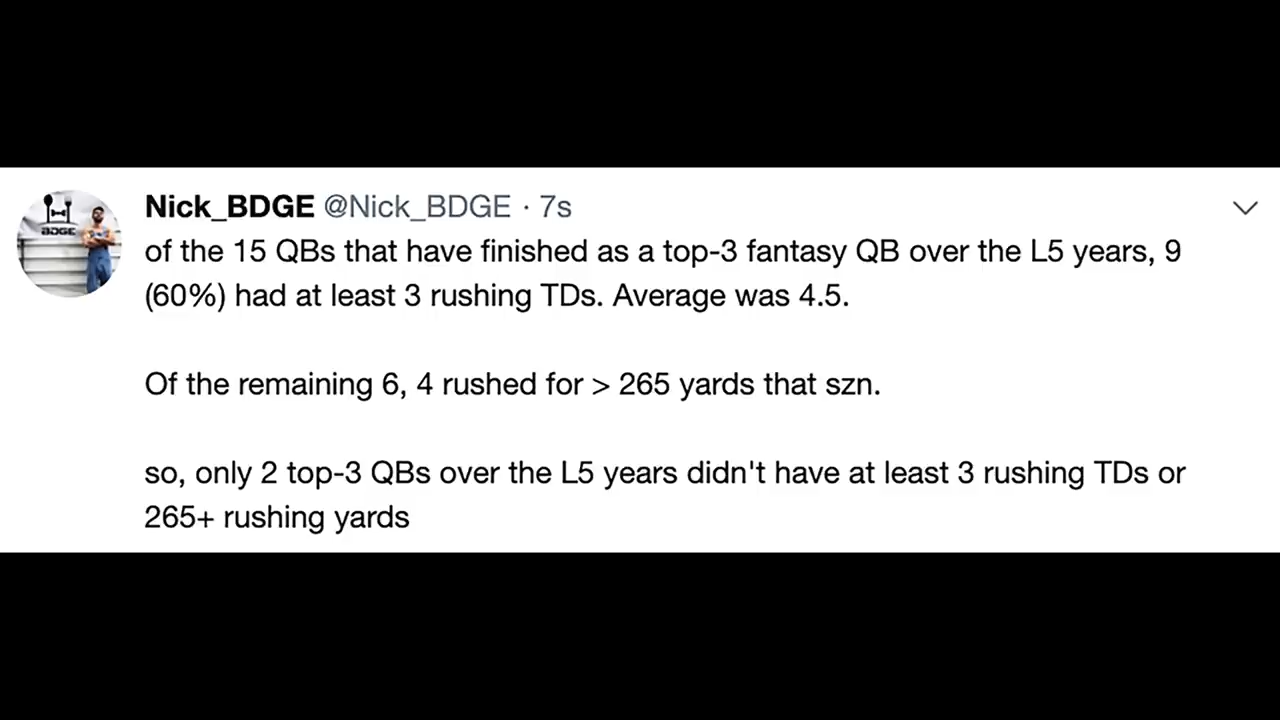 Nick_BDGE @Nick_BDGE · 7s
of the 15 QBs that have finished as a top-3 fantasy QB over the L5 years, 9
(60%) had at least 3 rushing TDs. Average was 4.5.
Of the remaining 6, 4 rushed for > 265 yards that szn.
so, only 2 top-3 QBs over the L5 years didn't have at least 3 rushing TDs or
265+ rushing yards
BDGE